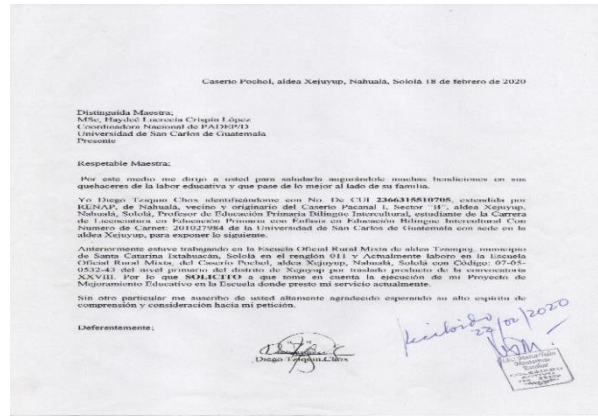 Caserio Pochol, aldea Xejuyup, Nahualá, Sololá 18 de febrero de 2020
Distinguida Maestra;
MSc. Haydeé Lucrecia Crispín López
Coordinadora Nacional de PADEP/D
Universidad de San Carlos de Guatemala
Presente
Respetable Maestra;
Por este medio me dirijo a usted para saludarla augurándole muchas bendiciones en sus
quehaceres de la labor educativa y que pase de lo mejor al lado de su familia.
Yo Diego Tzquin Chox identificándome con No. De CUI 2366315510705, extendida por
RENAP, de Nahualá, vecino y originario del Caserio Pacanal I, Sector "B", aldea Xejuyup,
Nahualá, Sololá, Profesor de Educación Primaria Bilingüe Intercultural, estudiante de la Carrera
de Licenciatura en Educación Primaria con Énfasis en Educación Bilingüe Intercultural Con
Numero de Carnet: 201027984 de la Universidad de San Carlos de Guatemala con sede en la
aldea Xejuyup, para exponer lo siguiente.
Anteriormente estuve trabajando en la Escuela Oficial Rural Mixta de aldea Tzampoj, municipio
de Santa Catarina Ixtahuacán, Sololá en el renglón 011 y Actualmente laboro en la Escuela
Oficial Rural Mixta, del Caserio Pochol, aldea Xejuyup, Nahualá, Sololá con Código: 07-05-
0532-43 del nivel primario del distrito de Xejuyup por traslado producto de la convocatoria
XXVIII. Por lo que SOLICITO a que tome en cuenta la ejecución de mi Proyecto de
Mejoramiento Educativo en la Escuela donde presto mi servicio actualmente.
Sin otro particular me suscribo de usted altamente agradecido esperando su alto espíritu de
comprensión y consideración hacia mi petición.
Deferentemente;
Diego Tzquin Chox
Recibido
22/02/2020